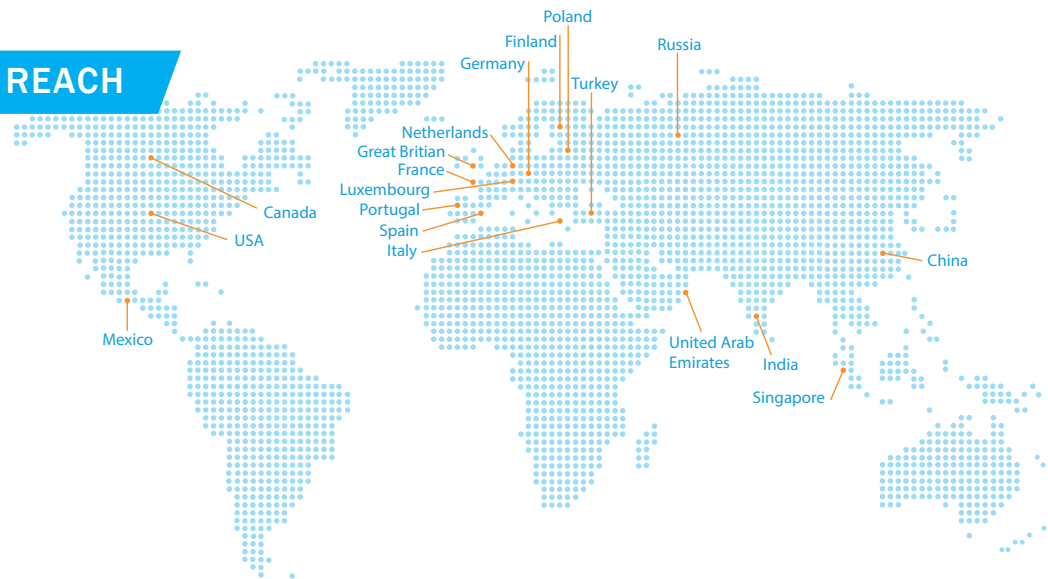 REACH
Poland
Finland
Russia
Germany
Turkey
Netherlands
Great Britian
France
Luxembourg
Portugal
Spain
Italy
Canada
USA
Mexico
China
United Arab
Emirates
India
Singapore